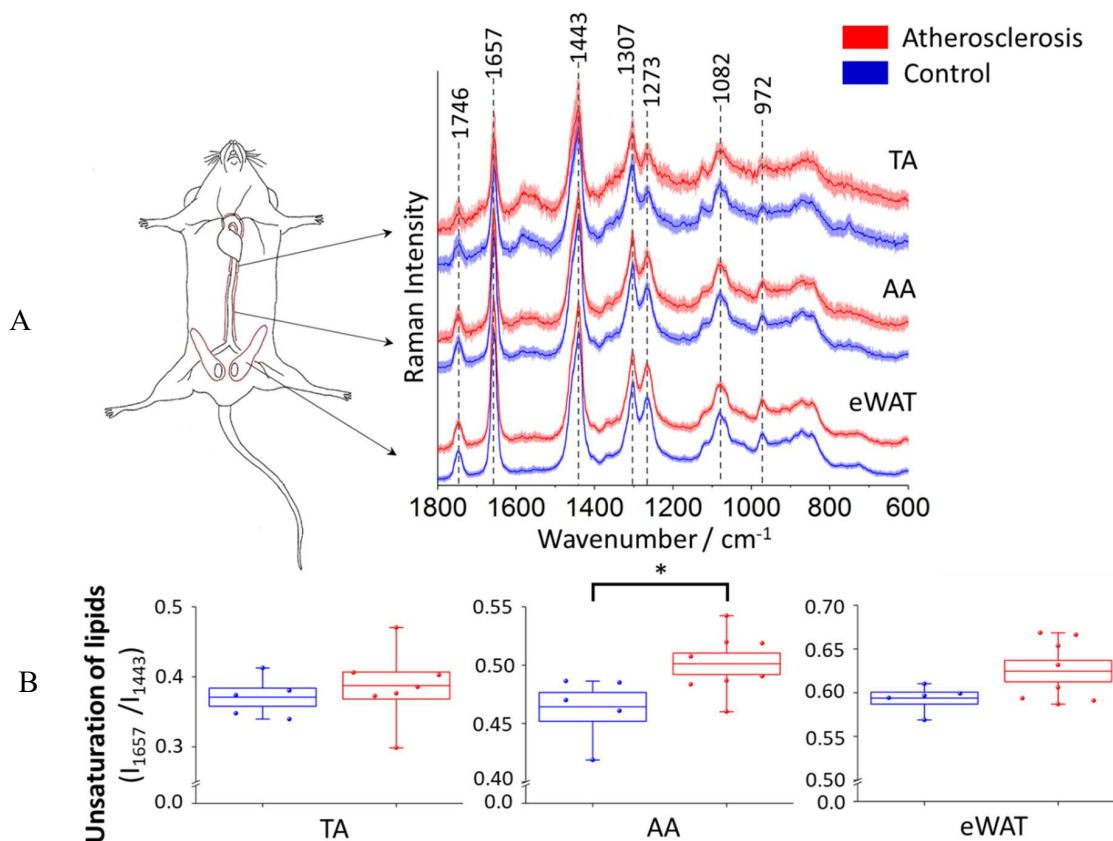 Atherosclerosis
Control
1746
1657
1443
1307
1273
1082
972
TA
AA
eWAT
A
Raman Intensity
1800 1600 1400 1200 1000 800 600
Wavenumber / cm⁻¹
B
Unsaturation of lipids
(I₁₆₅₇ /I₁₄₄₃)
0.5
0.4
0.3
0.0
TA
*
0.55
0.50
0.45
0.40
0.0
AA
0.70
0.65
0.60
0.55
0.50
0.0
eWAT